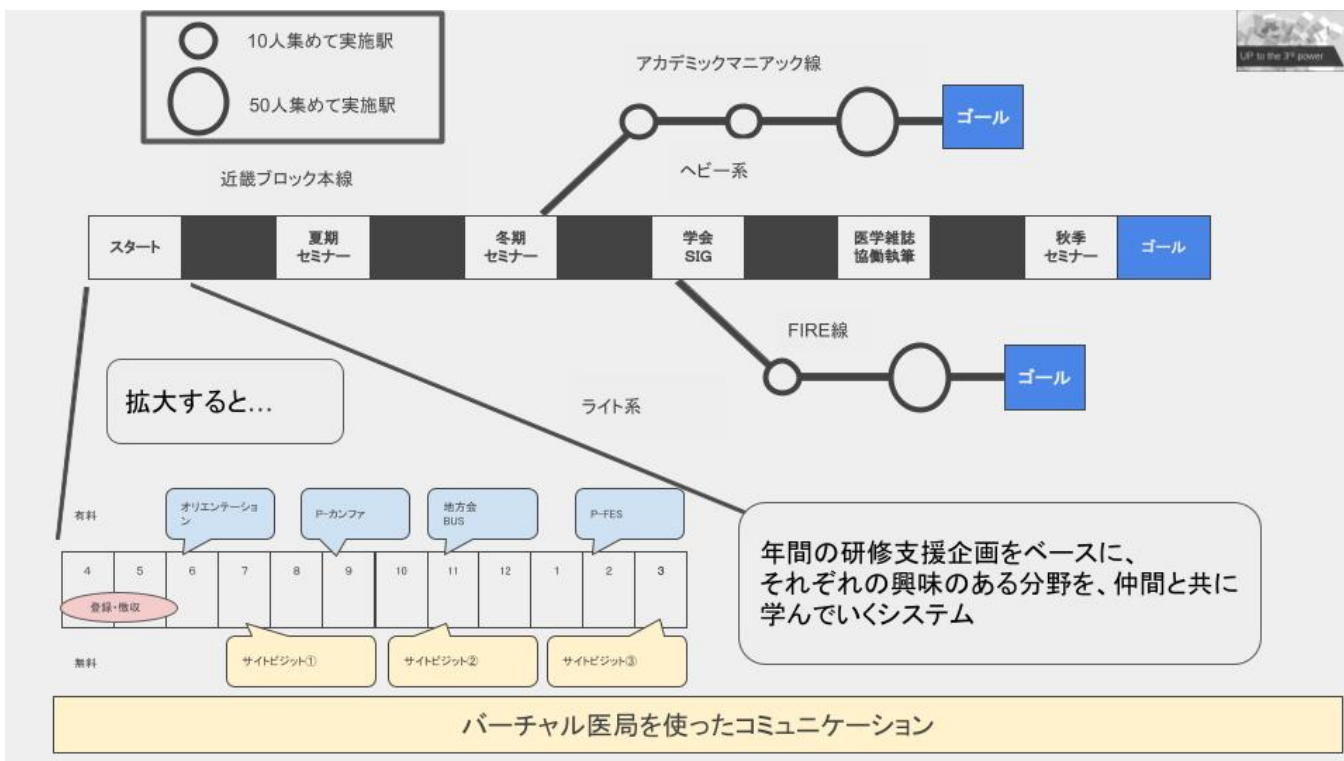 10人集めて実施駅
50人集めて実施駅
UP to the 3rd power
アカデミックマニアック線
ゴール
ヘビー系
近畿ブロック本線
スタート
夏期
セミナー
冬期
セミナー
学会
SIG
医学雑誌
協働執筆
秋季
セミナー
ゴール
FIRE線
ゴール
ライト系
拡大すると...
有料
オリエンテーショ
ン
P-カンファ
地方会
BUS
P-FES
4 5 6 7 8 9 10 11 12 1 2 3
登録・徴収
無料
サイトビジット①
サイトビジット②
サイトビジット③
年間の研修支援企画をベースに、
それぞれの興味のある分野を、仲間と共に
学んでいくシステム
バーチャル医局を使ったコミュニケーション